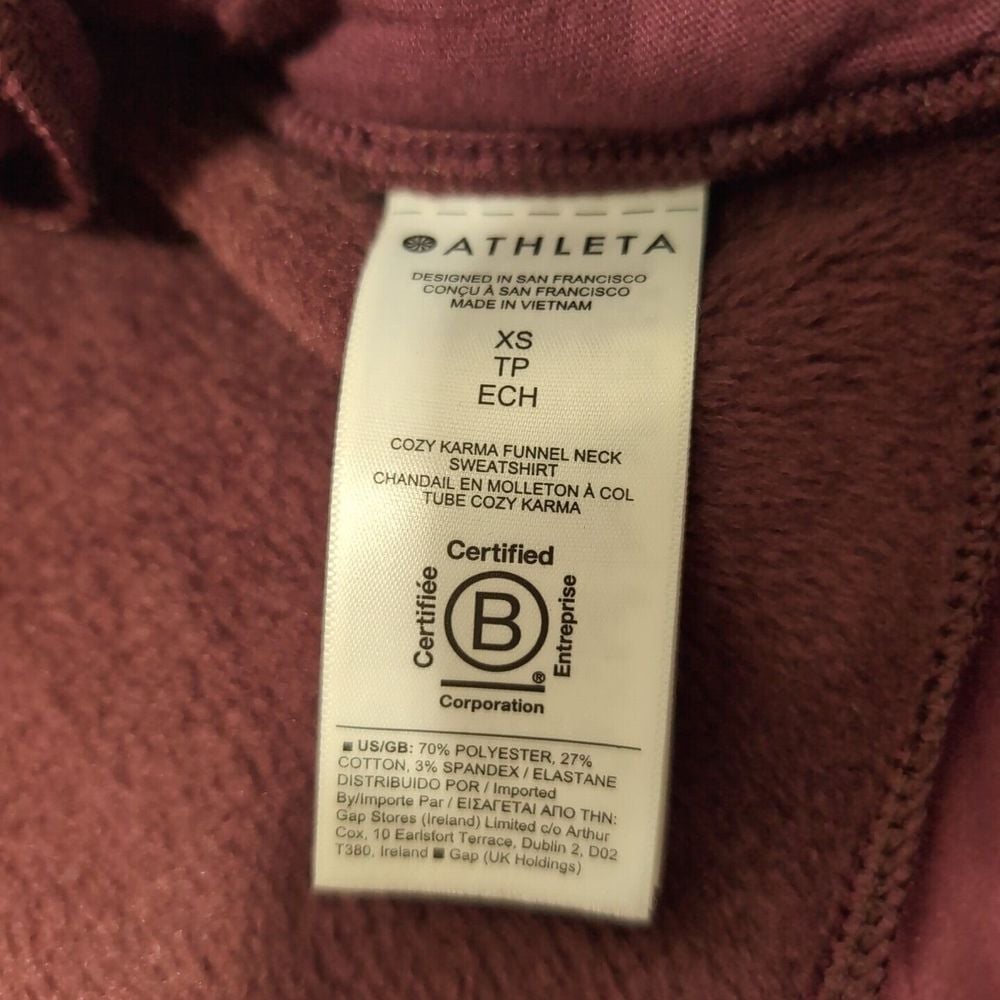 ATHLETA
DESIGNED IN SAN FRANCISCO
CONÇU À SAN FRANCISCO
MADE IN VIETNAM
XS
TP
ECH
COZY KARMA FUNNEL NECK
SWEATSHIRT
CHANDAIL EN MOLLETON À COL
TUBE COZY KARMA
Certified
Certifiée
B
Entreprise
®
Corporation
US/GB: 70% POLYESTER, 27%
COTTON, 3% SPANDEX / ELASTANE
DISTRIBUIDO POR / Imported
By/Importe Par / ΕΙΣΑΓΕΤΑΙ ΑΠΟ ΤΗΝ:
Gap Stores (Ireland) Limited c/o Arthur
Cox, 10 Earlsfort Terrace, Dublin 2, D02
T380, Ireland ■ Gap (UK Holdings)